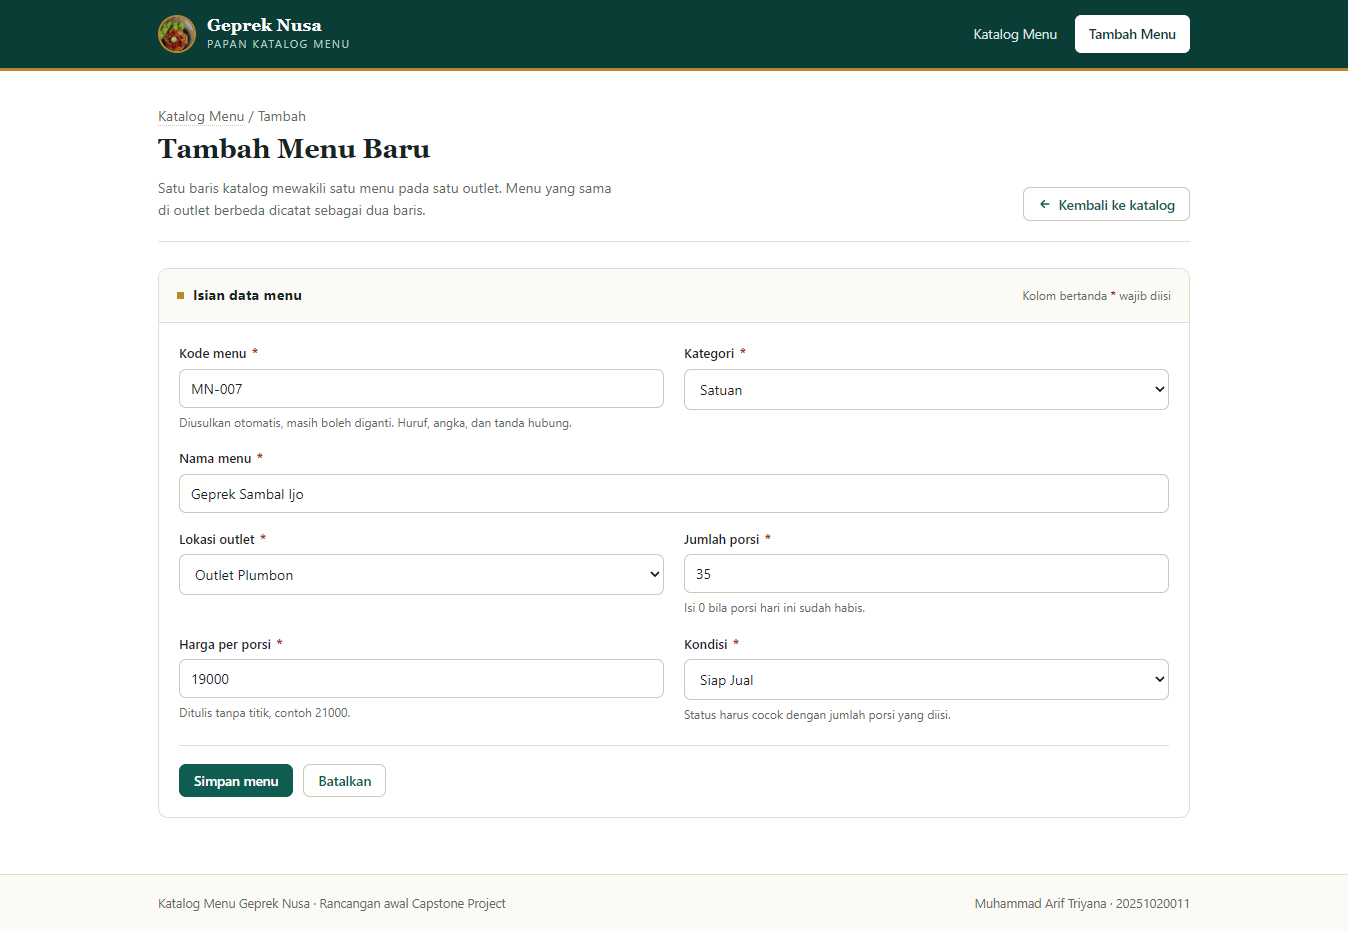 Geprek Nusa
PAPAN KATALOG MENU
Katalog Menu
Tambah Menu
Katalog Menu / Tambah
Tambah Menu Baru
Satu baris katalog mewakili satu menu pada satu outlet. Menu yang sama
di outlet berbeda dicatat sebagai dua baris.
← Kembali ke katalog
Isian data menu
Kolom bertanda * wajib diisi
Kode menu *
MN-007
Diusulkan otomatis, masih boleh diganti. Huruf, angka, dan tanda hubung.
Kategori *
Satuan
Nama menu *
Geprek Sambal Ijo
Lokasi outlet *
Outlet Plumbon
Jumlah porsi *
35
Isi 0 bila porsi hari ini sudah habis.
Harga per porsi *
19000
Ditulis tanpa titik, contoh 21000.
Kondisi *
Siap Jual
Status harus cocok dengan jumlah porsi yang diisi.
Simpan menu
Batalkan
Katalog Menu Geprek Nusa · Rancangan awal Capstone Project
Muhammad Arif Triyana · 20251020011